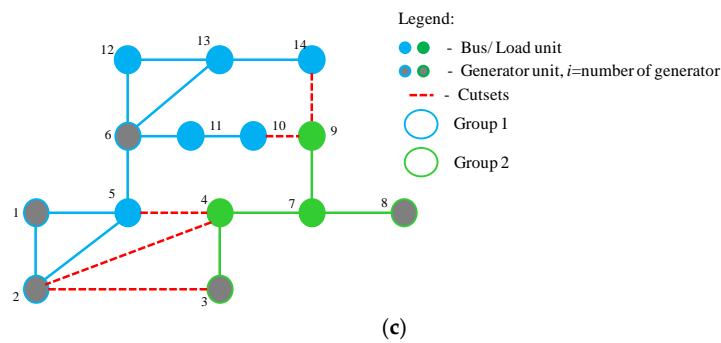 Legend:
- Bus/ Load unit
- Generator unit, i=number of generator
- Cutsets
Group 1
Group 2
12
13
14
6
11
10
9
5
4
7
8
1
2
3
(c)